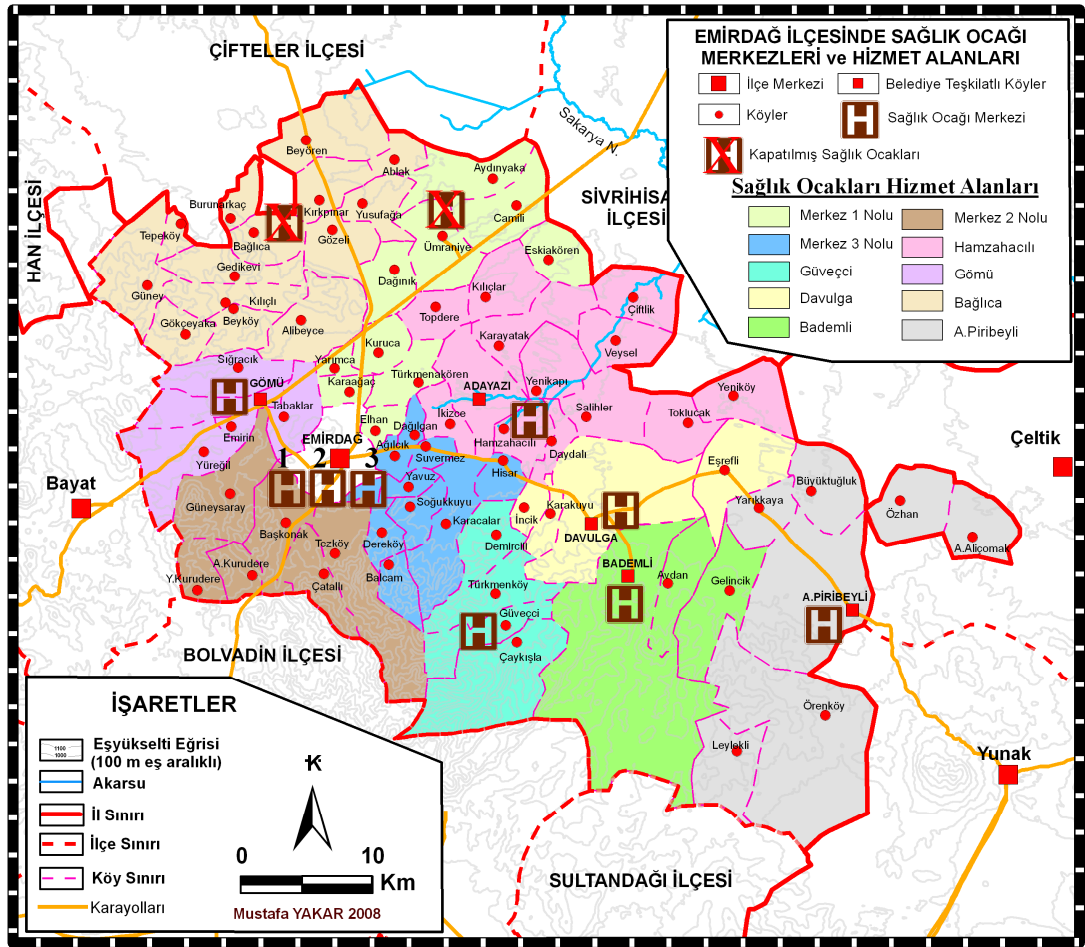 ÇİFTELER İLÇESİ
EMİRDAĞ İLÇESİNDE SAĞLIK OCAĞI
MERKEZLERİ ve HİZMET ALANLARI
İlçe Merkezi
Belediye Teşkilatlı Köyler
Köyler
Sağlık Ocağı Merkezi
Kapatılmış Sağlık Ocakları
Sağlık Ocakları Hizmet Alanları
Merkez 1 Nolu
Merkez 2 Nolu
Merkez 3 Nolu
Hamzahacılı
Güveçci
Gömü
Davulga
Bağlıca
Bademli
A.Piribeyli
Sakarya N.
SİVRİHİSA
İLÇESİ
HAN İLÇESİ
Beyören
Ablak
Aydınyaka
Burunarkaç
Kırkpınar
Yusufağa
Camili
Tepeköy
Bağlıca
Gözeli
Ümraniye
Eskiakören
Gedikevi
Dağınık
Güney
Kılıçlı
Kılıçlar
Çiftlik
Gökçeyaka
Beyköy
Alibeyce
Topdere
Karayatak
Veysel
Kuruca
Sığracık
Yarımca
GÖMÜ
Karaağaç
Türkmenakören
ADAYAZI
Yenikapı
Yeniköy
Tabaklar
İkizce
Salihler
Toklucak
Emirin
Elhan
Dağılgan
Hamzahacılı
EMİRDAĞ
Ağılcık
Suvermez
Daydalı
Çeltik
Yüreğil
1
2
3
Yavuz
Hisar
Eşrefli
Bayat
Büyüktuğluk
Güneysaray
Soğukkuyu
Yarıkkaya
Özhan
Başkonak
Karacalar
İncik
Karakuyu
DAVULGA
Tezköy
Dereköy
Demircili
A.Aliçomak
A.Kurudere
Balcam
BADEMLİ
Aydan
Gelincik
Y.Kurudere
Çatallı
Türkmenköy
A.PİRİBEYLİ
Güveççi
BOLVADİN İLÇESİ
Çaykışla
Örenköy
Leylekli
Yunak
SULTANDAĞI İLÇESİ
İŞARETLER
1100
1000
Eşyükselti Eğrisi
(100 m eş aralıklı)
Akarsu
İl Sınırı
İlçe Sınırı
Köy Sınırı
Karayolları
K
0
10
Km
Mustafa YAKAR 2008